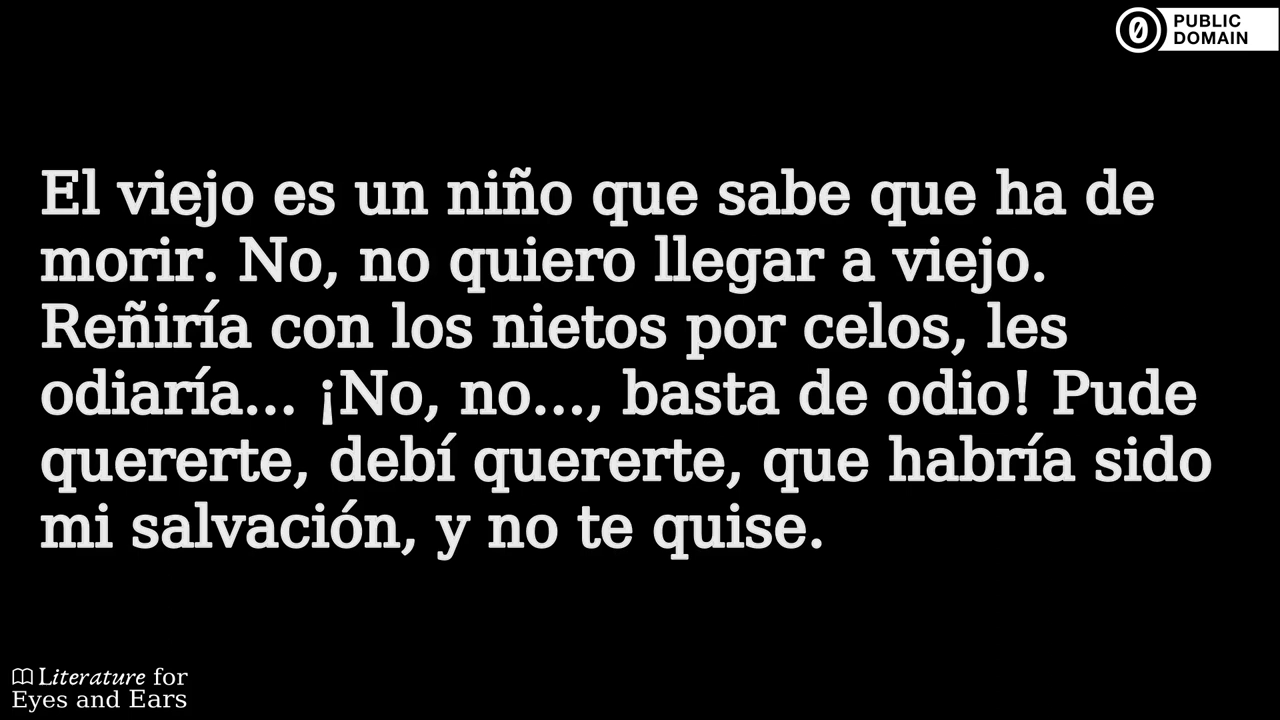 PUBLIC
DOMAIN
El viejo es un niño que sabe que ha de
morir. No, no quiero llegar a viejo.
Reñiría con los nietos por celos, les
odiaría... ¡No, no..., basta de odio! Pude
quererte, debí quererte, que habría sido
mi salvación, y no te quise.
Literature for
Eyes and Ears